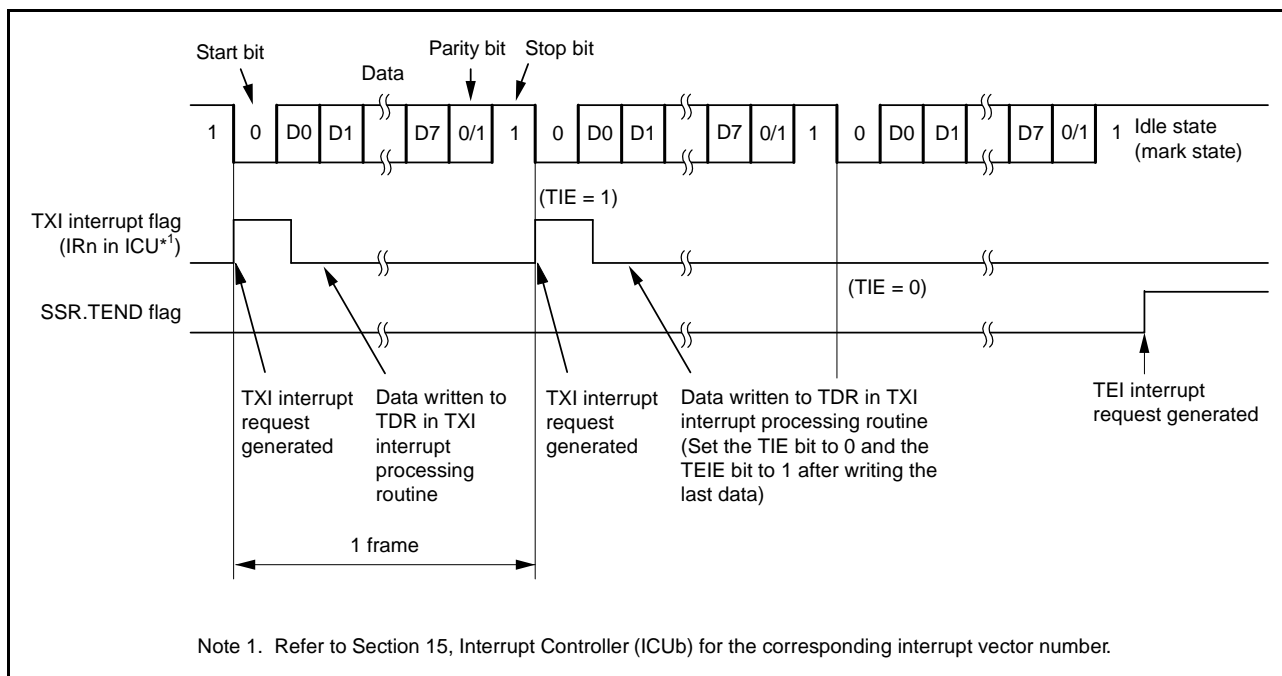 Start bit
Parity bit
Stop bit
Data
1 0 D0 D1 D7 0/1 1 0 D0 D1 D7 0/1 1 0 D0 D1 D7 0/1 1 Idle state
(mark state)
(TIE = 1)
TXI interrupt flag
(IRn in ICU*1)
(TIE = 0)
SSR.TEND flag
TXI interrupt
request
generated
Data written to
TDR in TXI
interrupt
processing
routine
TXI interrupt
request
generated
Data written to TDR in TXI
interrupt processing routine
(Set the TIE bit to 0 and the
TEIE bit to 1 after writing the
last data)
TEI interrupt
request generated
1 frame
Note 1. Refer to Section 15, Interrupt Controller (ICUb) for the corresponding interrupt vector number.